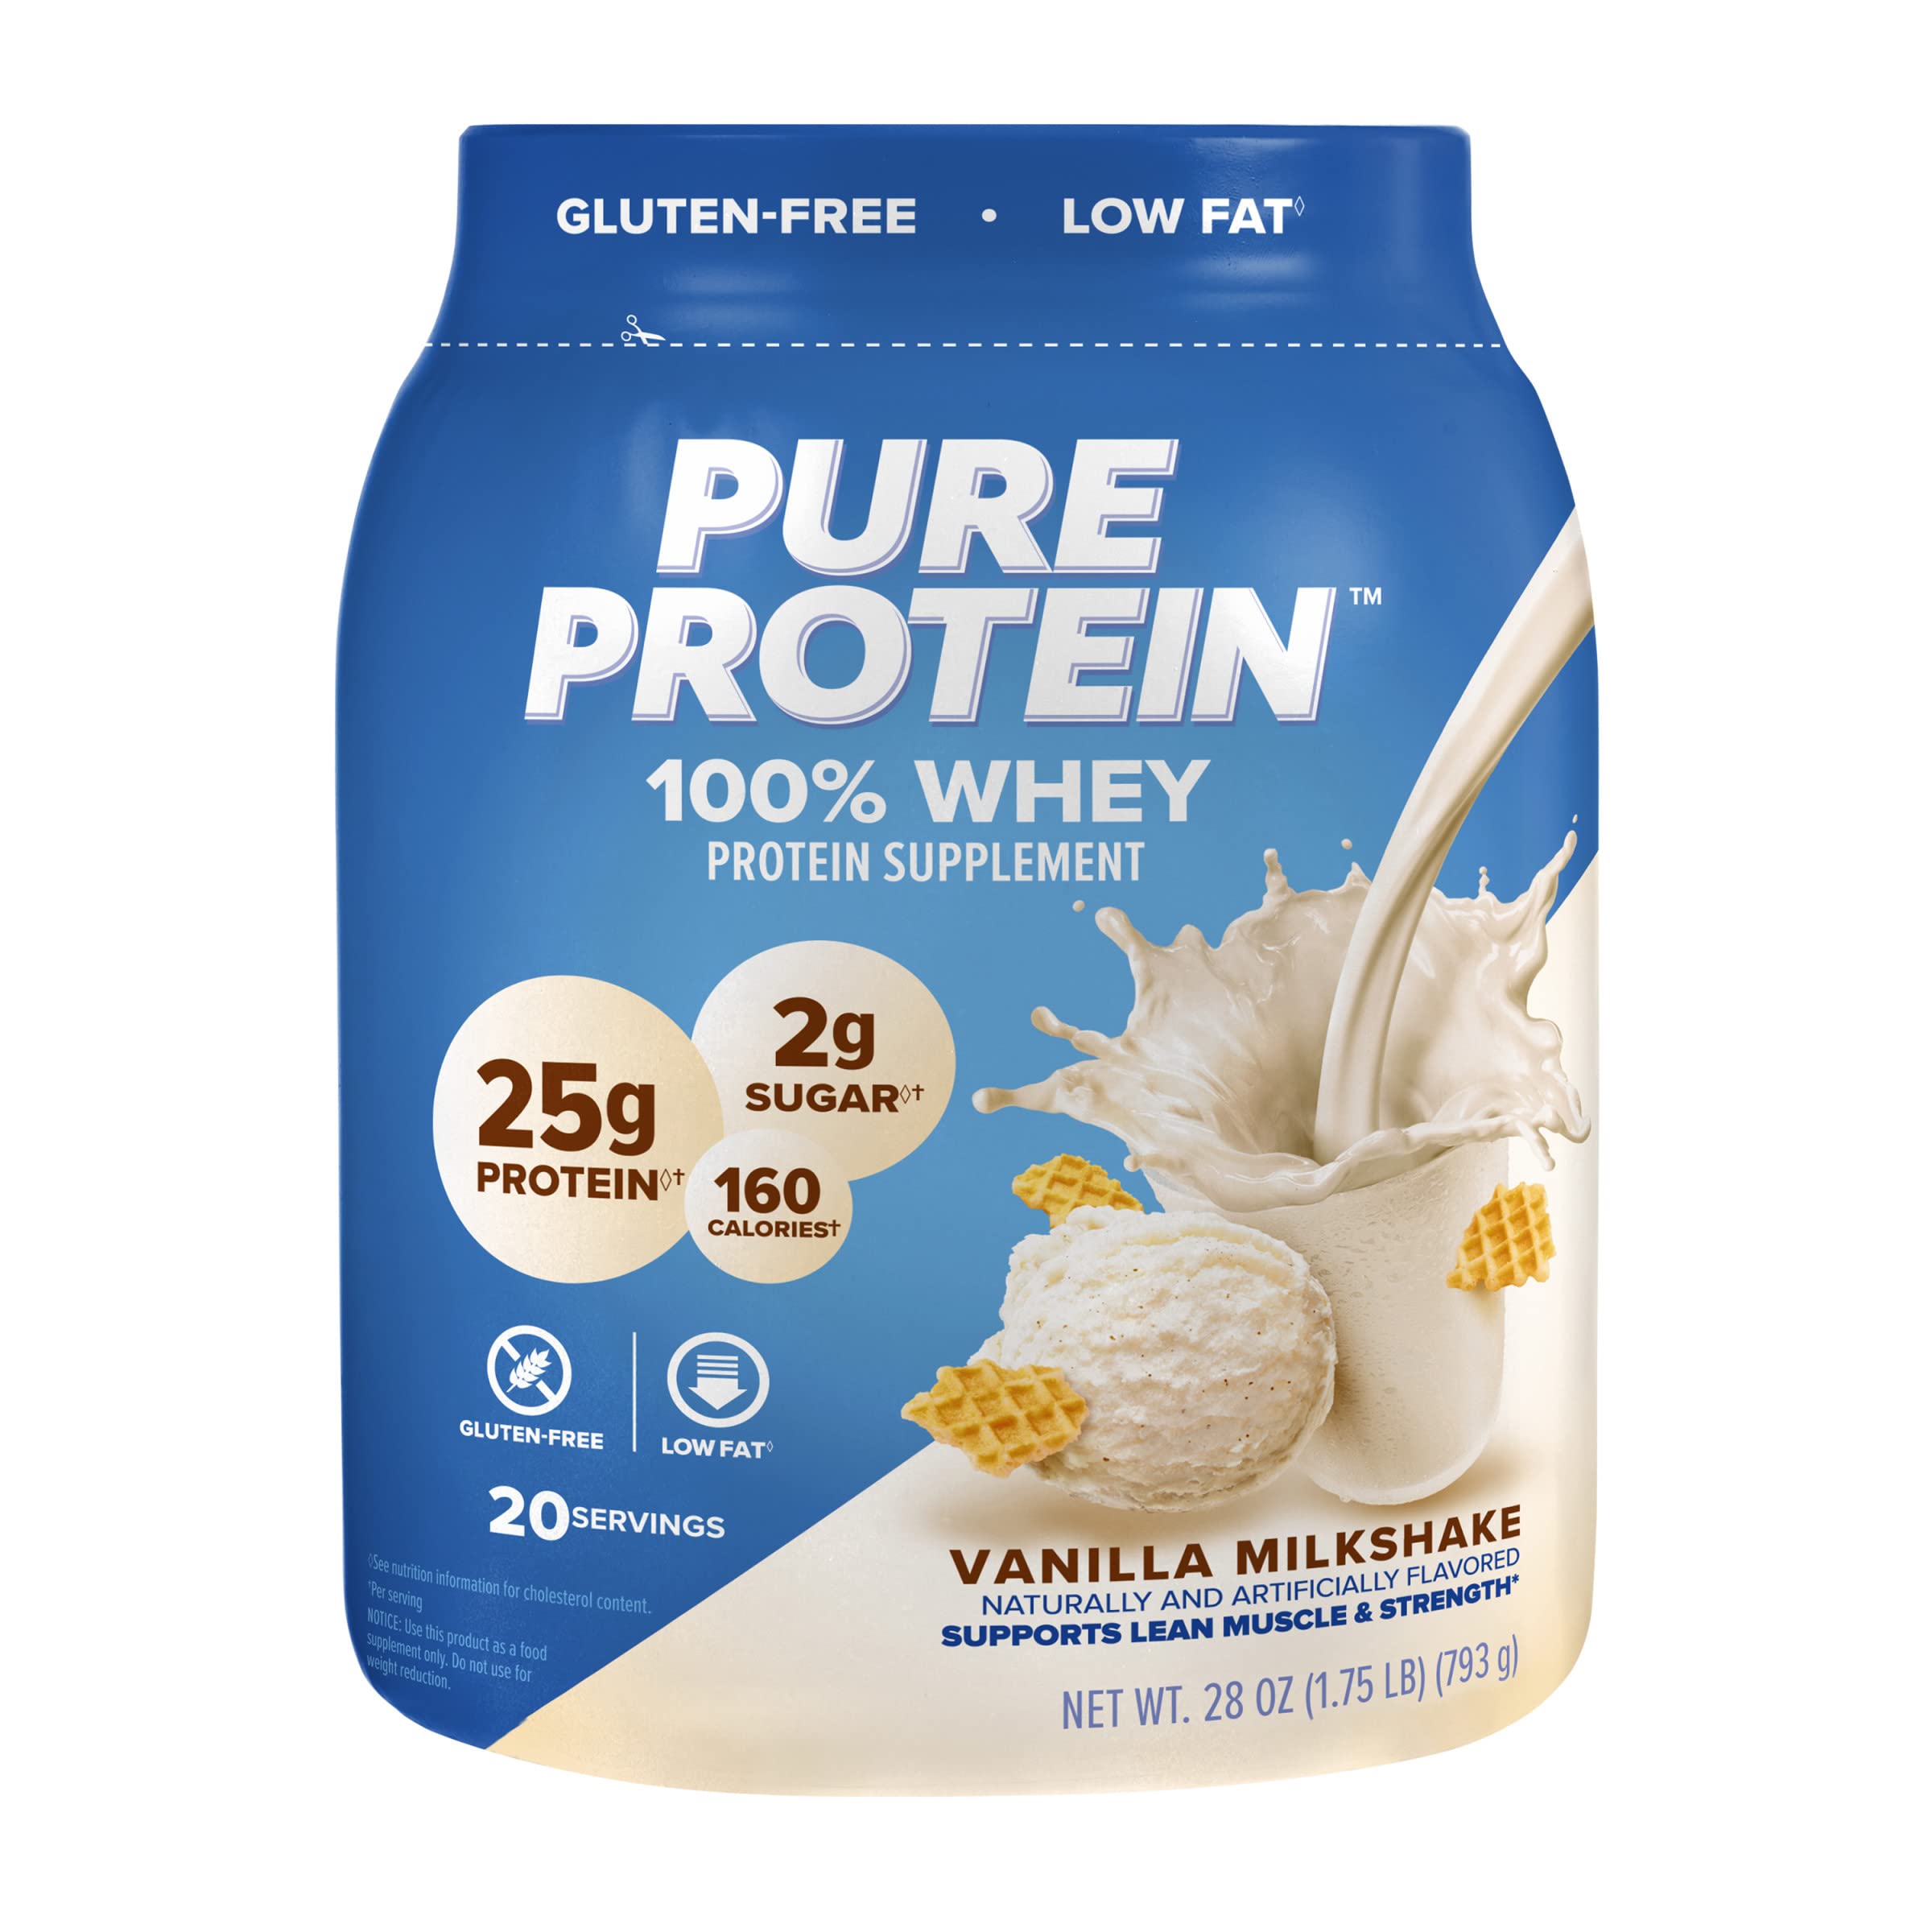 GLUTEN-FREE • LOW FAT◊
PURE
PROTEIN™
100% WHEY
PROTEIN SUPPLEMENT
25g
PROTEIN◊†
2g
SUGAR◊†
160
CALORIES†
GLUTEN-FREE
LOW FAT◊
20 SERVINGS
◊See nutrition information for cholesterol content.
†Per serving
NOTICE: Use this product as a food
supplement only. Do not use for
weight reduction.
VANILLA MILKSHAKE
NATURALLY AND ARTIFICIALLY FLAVORED
SUPPORTS LEAN MUSCLE & STRENGTH*
NET WT. 28 OZ (1.75 LB) (793 g)